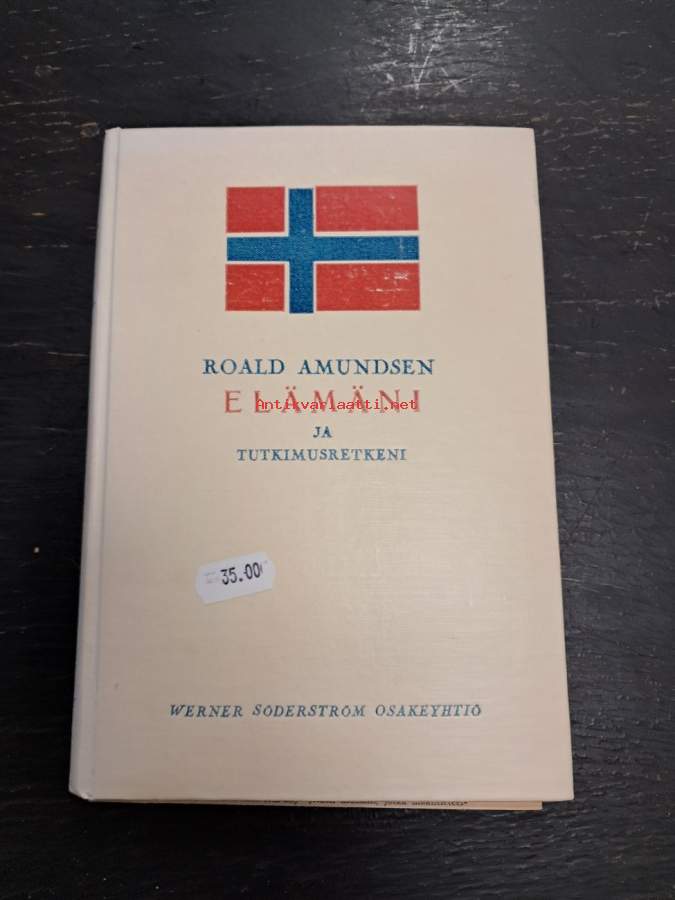 ROALD AMUNDSEN
ELÄMÄNI
Antikvariaatti.net
JA
TUTKIMUSRETKENI
35.00
WERNER SÖDERSTRÖM OSAKEYHTIÖ